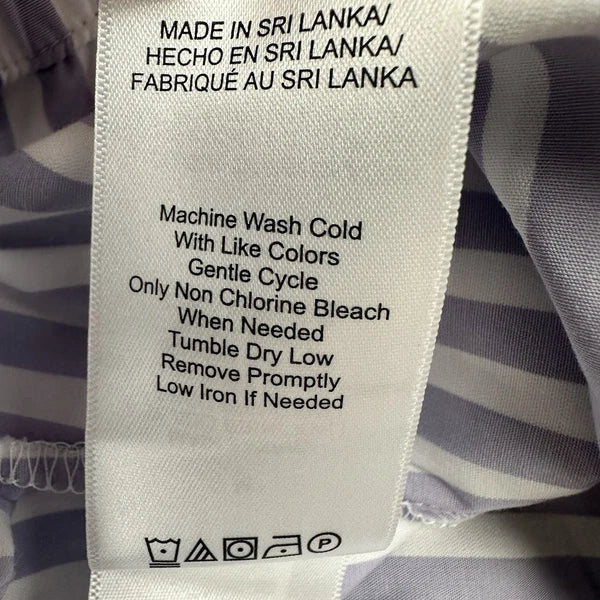 MADE IN SRI LANKA/
HECHO EN SRI LANKA/
FABRIQUÉ AU SRI LANKA
Machine Wash Cold
With Like Colors
Gentle Cycle
Only Non Chlorine Bleach
When Needed
Tumble Dry Low
Remove Promptly
Low Iron If Needed
P